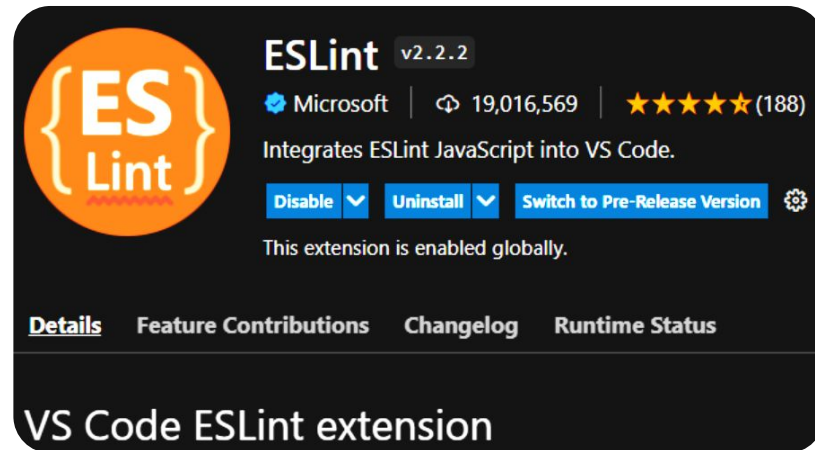 {ES}
Lint
ESLint v2.2.2
Microsoft 19,016,569 (188)
Integrates ESLint JavaScript into VS Code.
Disable Uninstall Switch to Pre-Release Version
This extension is enabled globally.
Details Feature Contributions Changelog Runtime Status
VS Code ESLint extension